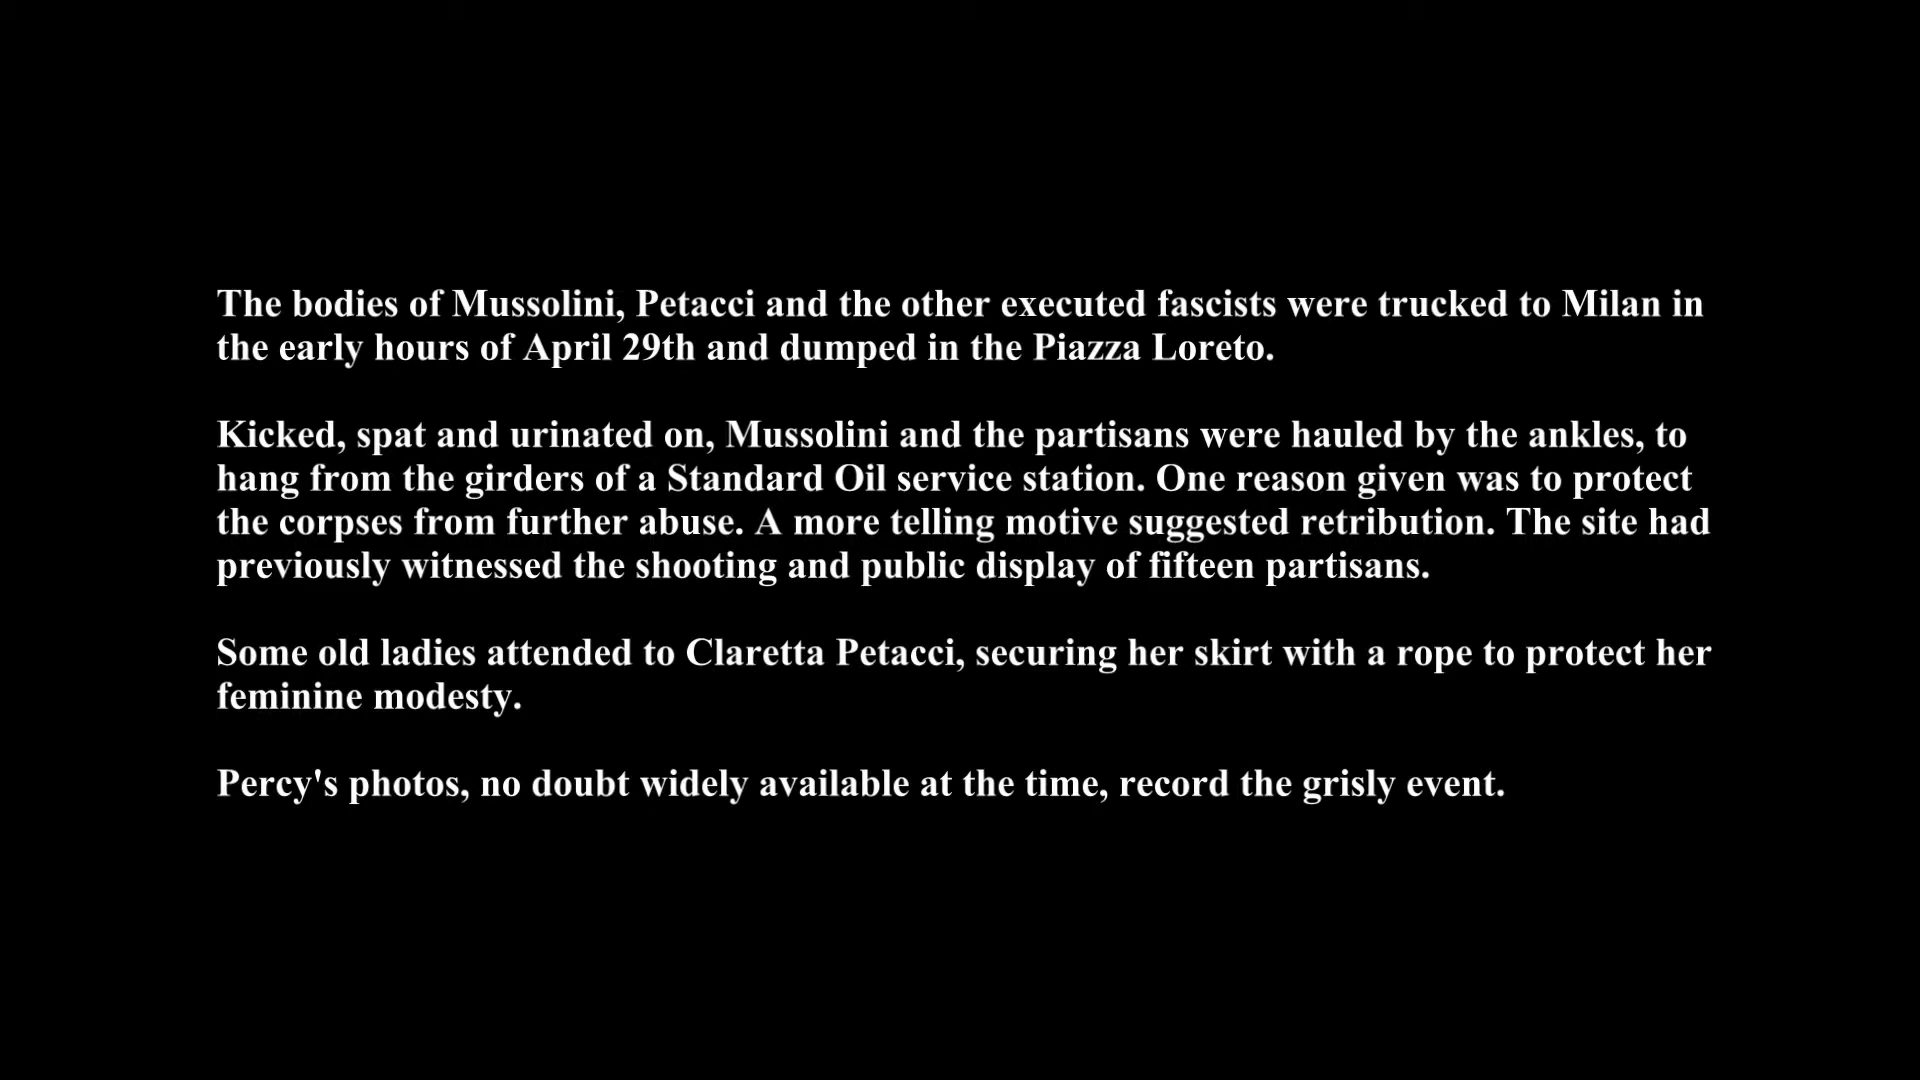 The bodies of Mussolini, Petacci and the other executed fascists were trucked to Milan in
the early hours of April 29th and dumped in the Piazza Loreto.
Kicked, spat and urinated on, Mussolini and the partisans were hauled by the ankles, to
hang from the girders of a Standard Oil service station. One reason given was to protect
the corpses from further abuse. A more telling motive suggested retribution. The site had
previously witnessed the shooting and public display of fifteen partisans.
Some old ladies attended to Claretta Petacci, securing her skirt with a rope to protect her
feminine modesty.
Percy's photos, no doubt widely available at the time, record the grisly event.